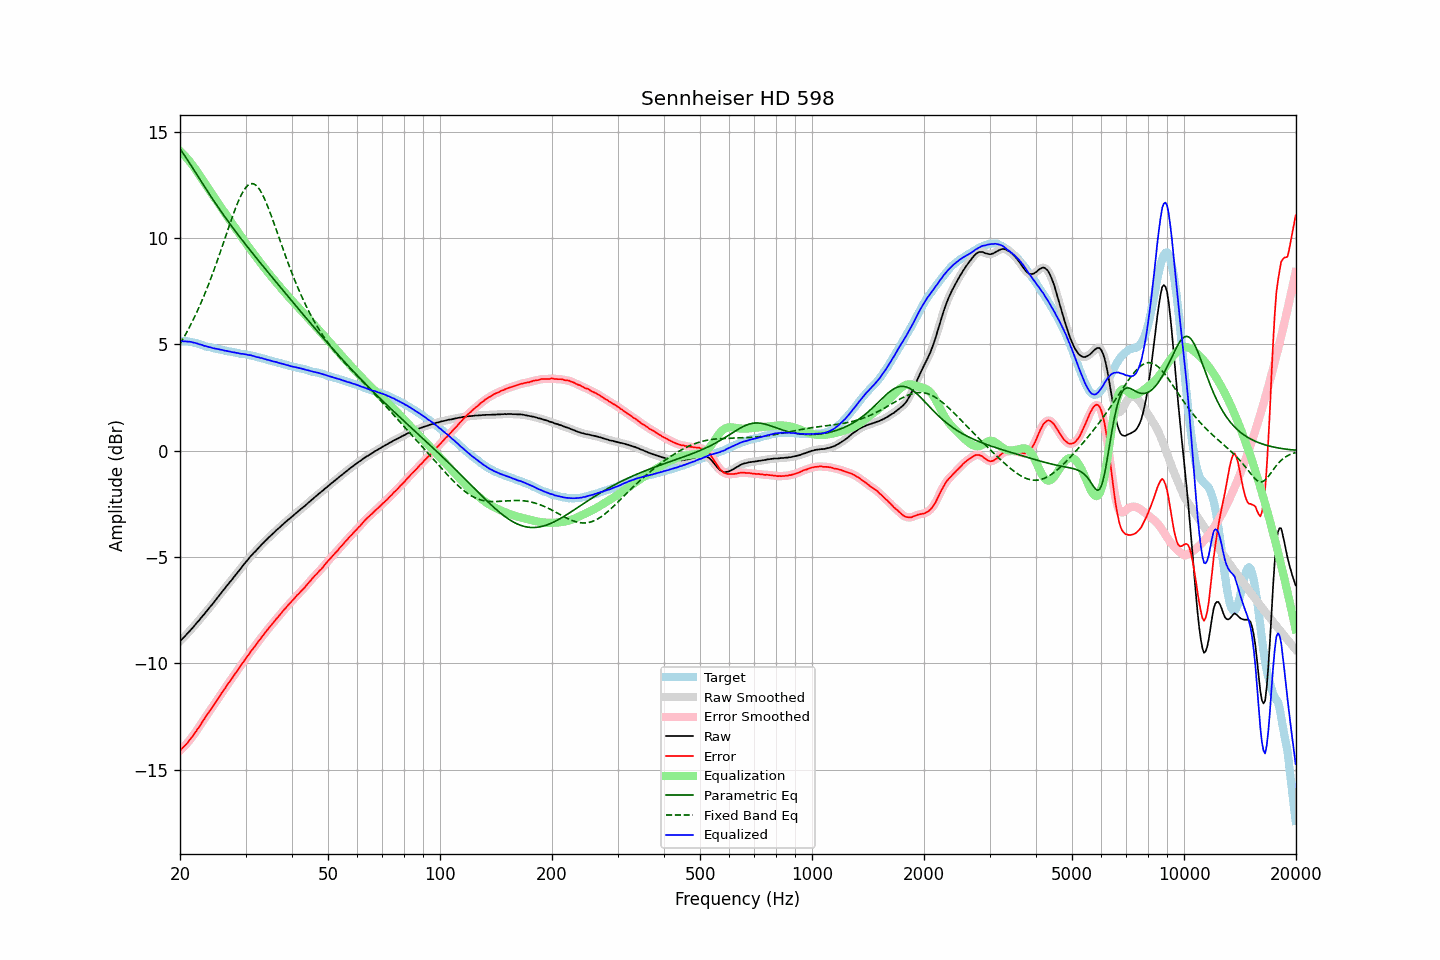 Sennheiser HD 598
15
10
5
0
−5
−10
−15
Amplitude (dBr)
Target
Raw Smoothed
Error Smoothed
Raw
Error
Equalization
Parametric Eq
Fixed Band Eq
Equalized
20 50 100 200 500 1000 2000 5000 10000 20000
Frequency (Hz)